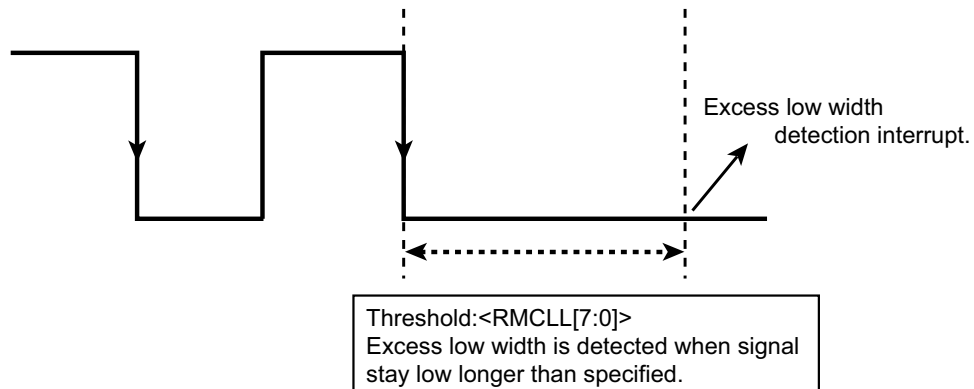 Excess low width
detection interrupt.
Threshold:<RMCLL[7:0]>
Excess low width is detected when signal
stay low longer than specified.